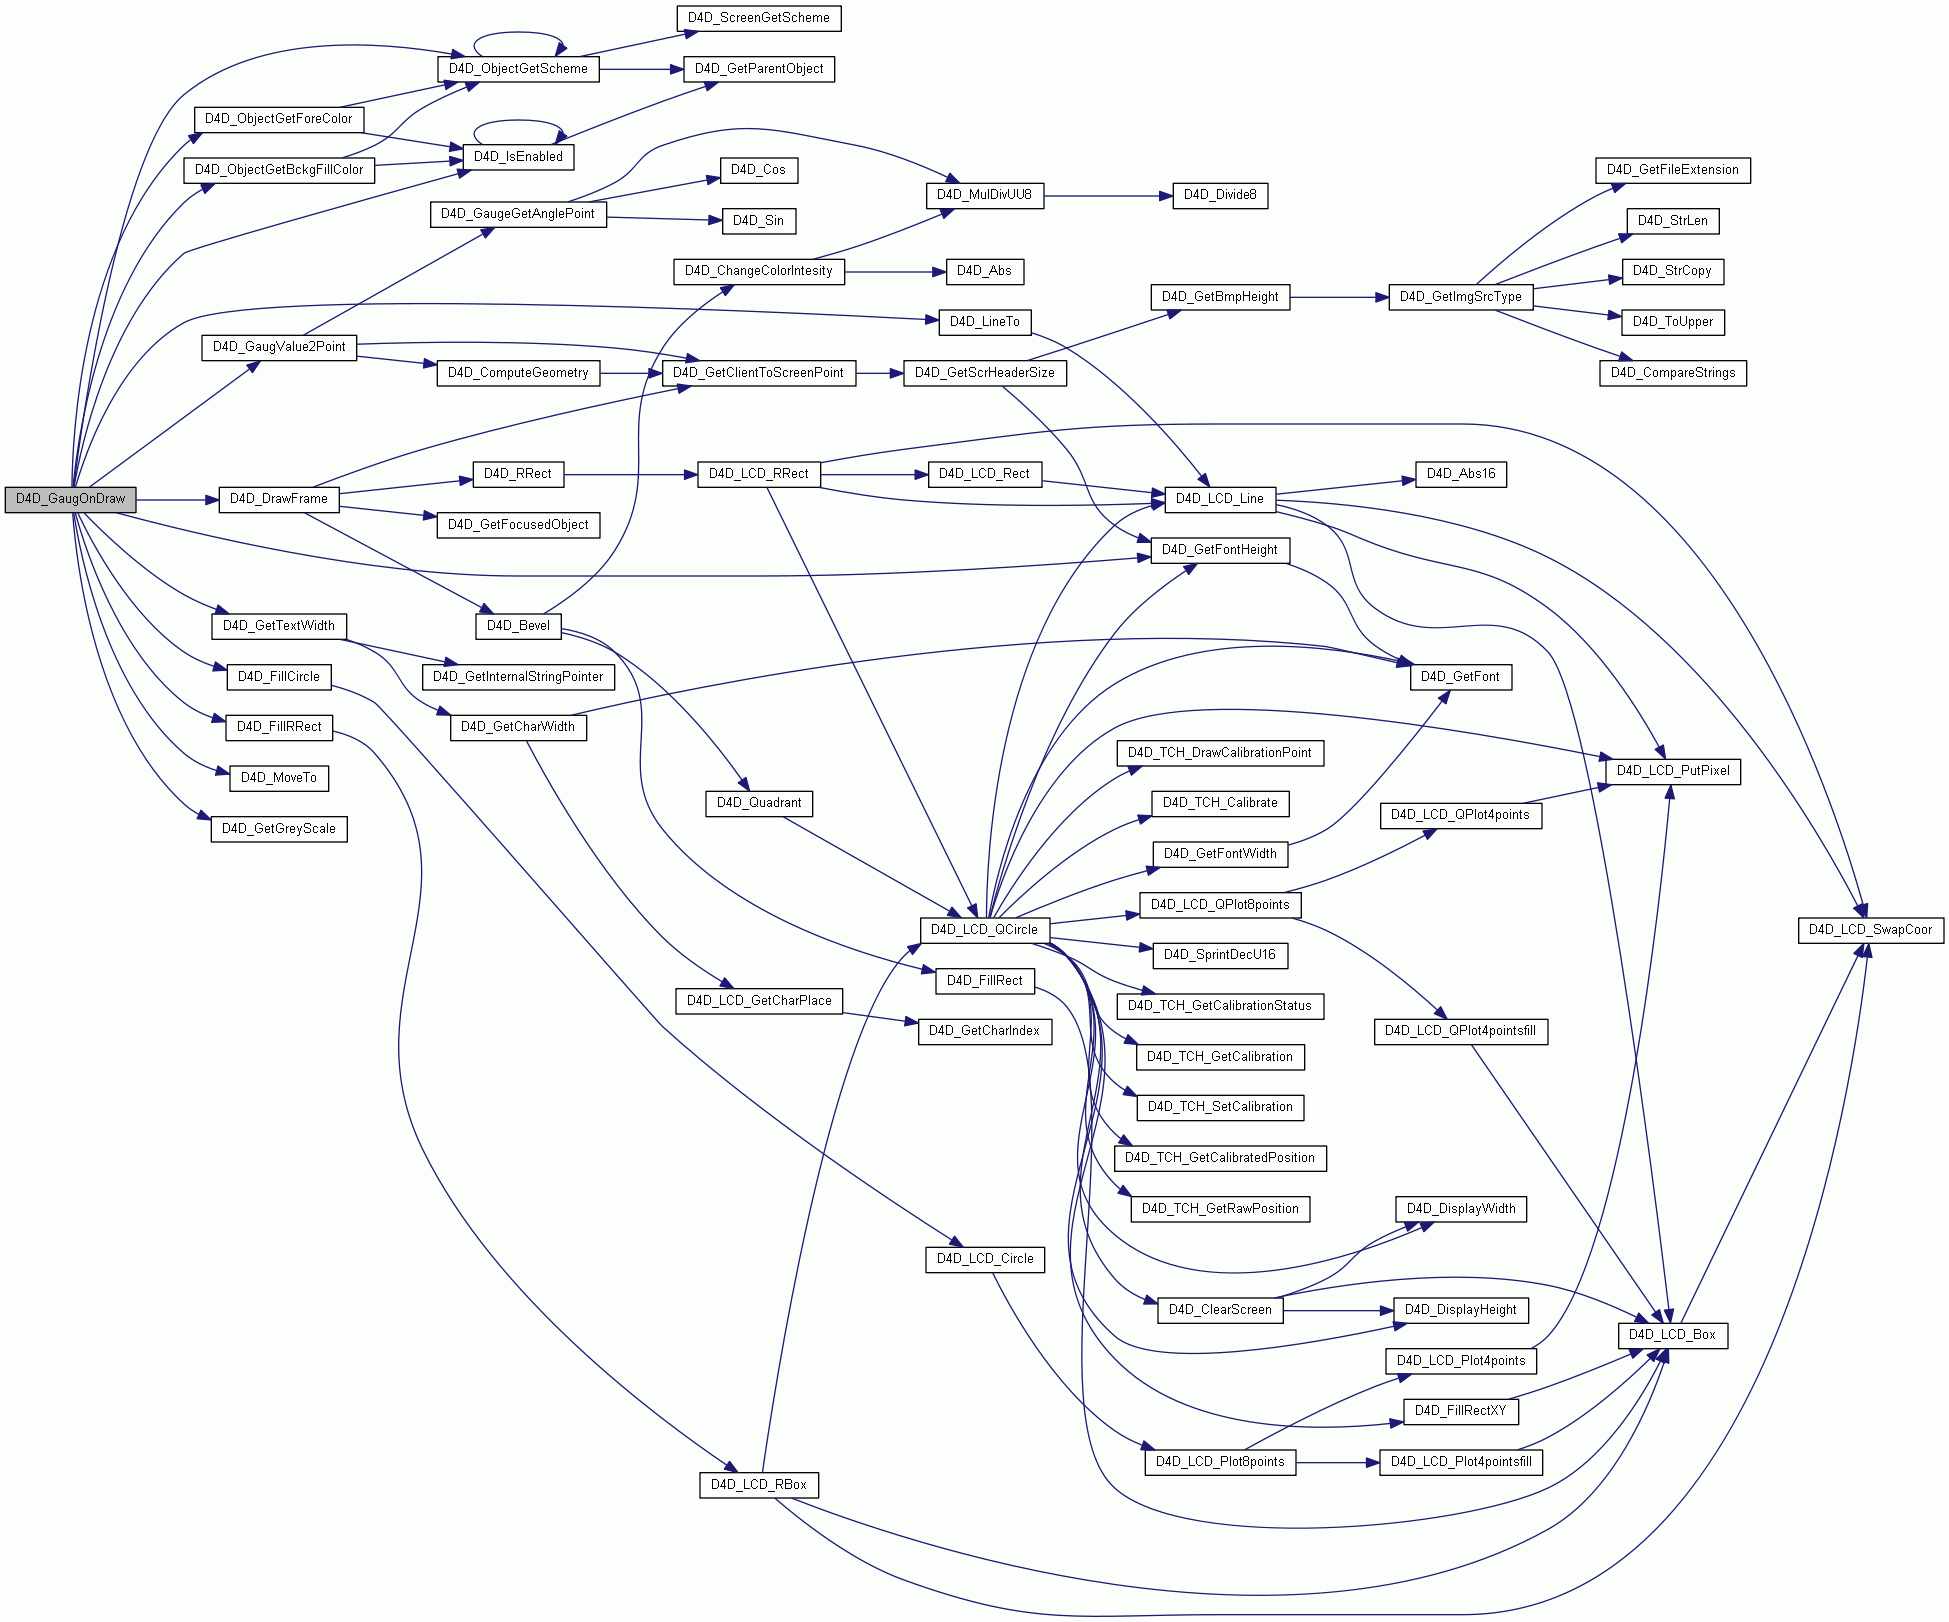 D4D_ScreenGetScheme
D4D_ObjectGetScheme
D4D_GetParentObject
D4D_ObjectGetForeColor
D4D_IsEnabled
D4D_ObjectGetBckgFillColor
D4D_Cos
D4D_GetFileExtension
D4D_MulDivUU8
D4D_Divide8
D4D_GaugeGetAnglePoint
D4D_Sin
D4D_StrLen
D4D_ChangeColorIntesity
D4D_Abs
D4D_StrCopy
D4D_GetBmpHeight
D4D_GetImgSrcType
D4D_LineTo
D4D_ToUpper
D4D_GaugValue2Point
D4D_ComputeGeometry
D4D_GetClientToScreenPoint
D4D_GetScrHeaderSize
D4D_CompareStrings
D4D_RRect
D4D_LCD_RRect
D4D_LCD_Rect
D4D_Abs16
D4D_GaugOnDraw
D4D_DrawFrame
D4D_LCD_Line
D4D_GetFocusedObject
D4D_GetFontHeight
D4D_GetTextWidth
D4D_Bevel
D4D_FillCircle
D4D_GetInternalStringPointer
D4D_GetFont
D4D_FillRRect
D4D_GetCharWidth
D4D_TCH_DrawCalibrationPoint
D4D_MoveTo
D4D_LCD_PutPixel
D4D_Quadrant
D4D_TCH_Calibrate
D4D_LCD_QPlot4points
D4D_GetGreyScale
D4D_GetFontWidth
D4D_LCD_QPlot8points
D4D_LCD_QCircle
D4D_LCD_SwapCoor
D4D_SprintDecU16
D4D_FillRect
D4D_LCD_GetCharPlace
D4D_TCH_GetCalibrationStatus
D4D_GetCharIndex
D4D_LCD_QPlot4pointsfill
D4D_TCH_GetCalibration
D4D_TCH_SetCalibration
D4D_TCH_GetCalibratedPosition
D4D_TCH_GetRawPosition
D4D_DisplayWidth
D4D_LCD_Circle
D4D_ClearScreen
D4D_DisplayHeight
D4D_LCD_Box
D4D_LCD_Plot4points
D4D_FillRectXY
D4D_LCD_Plot8points
D4D_LCD_Plot4pointsfill
D4D_LCD_RBox